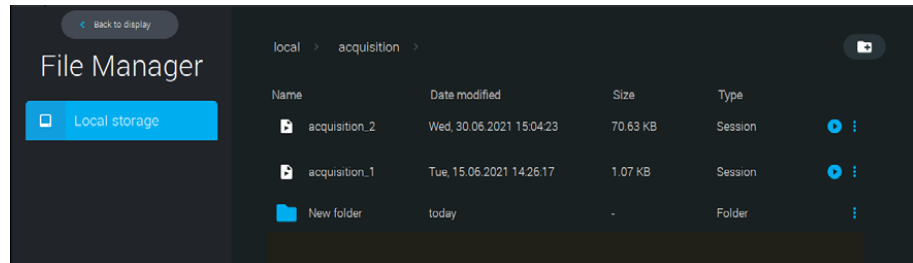 Back to display
File Manager
Local storage
local > acquisition >
Name Date modified Size Type
acquisition_2 Wed, 30.06.2021 15:04:23 70.63 KB Session
acquisition_1 Tue, 15.06.2021 14:26:17 1.07 KB Session
New folder today - Folder